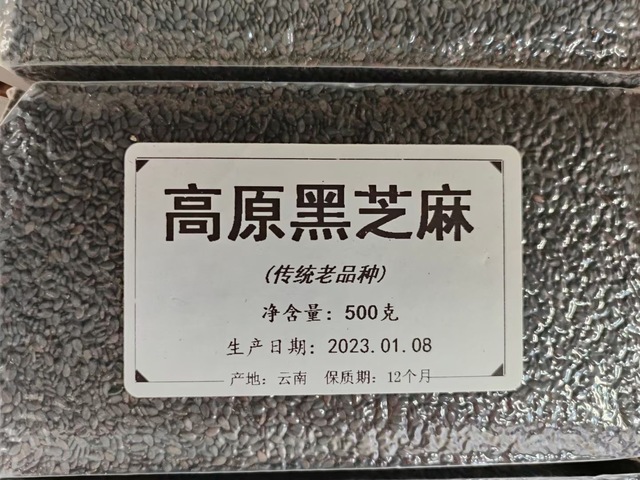 高原黑芝麻
(传统老品种)
净含量：500克
生产日期：2023.01.08
产地：云南 保质期：12个月